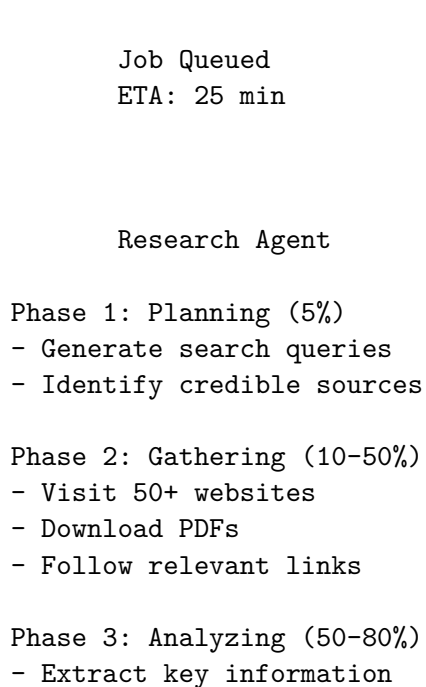 Job Queued
ETA: 25 min
Research Agent
Phase 1: Planning (5%)
- Generate search queries
- Identify credible sources
Phase 2: Gathering (10-50%)
- Visit 50+ websites
- Download PDFs
- Follow relevant links
Phase 3: Analyzing (50-80%)
- Extract key information